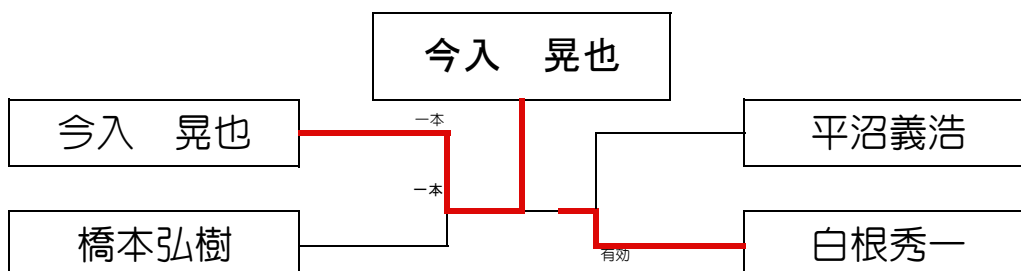 今入　晃也
今入　晃也
一本
平沼義浩
一本
橋本弘樹
有効
白根秀一